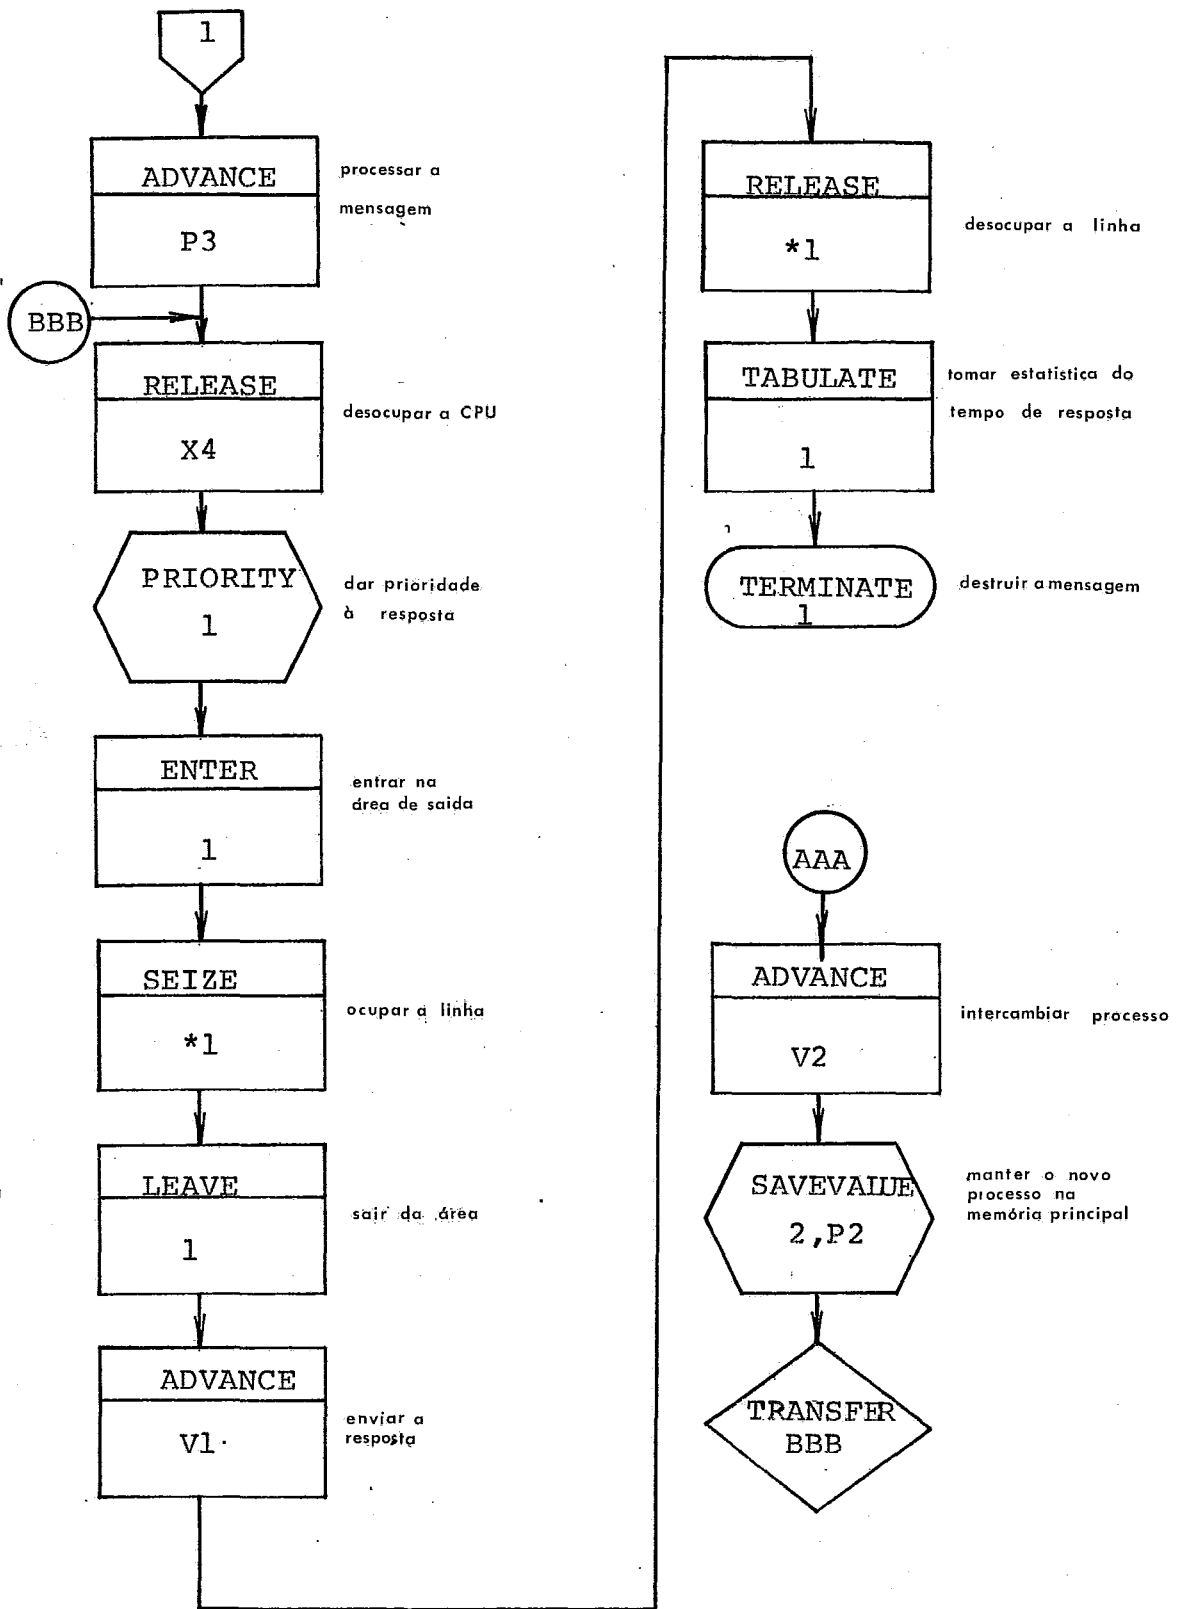 1
ADVANCE
processar a
mensagem
P3
BBB
RELEASE
desocupar a CPU
X4
PRIORITY
1
dar prioridade
à resposta
ENTER
1
entrar na
área de saida
SEIZE
*1
ocupar a linha
LEAVE
1
sair da área
ADVANCE
V1
enviar a
resposta
RELEASE
*1
desocupar a linha
TABULATE
1
tomar estatistica do
tempo de resposta
TERMINATE
1
destruir a mensagem
AAA
ADVANCE
V2
intercambiar processo
SAVEVALUE
2,P2
manter o novo
processo na
memória principal
TRANSFER
BBB